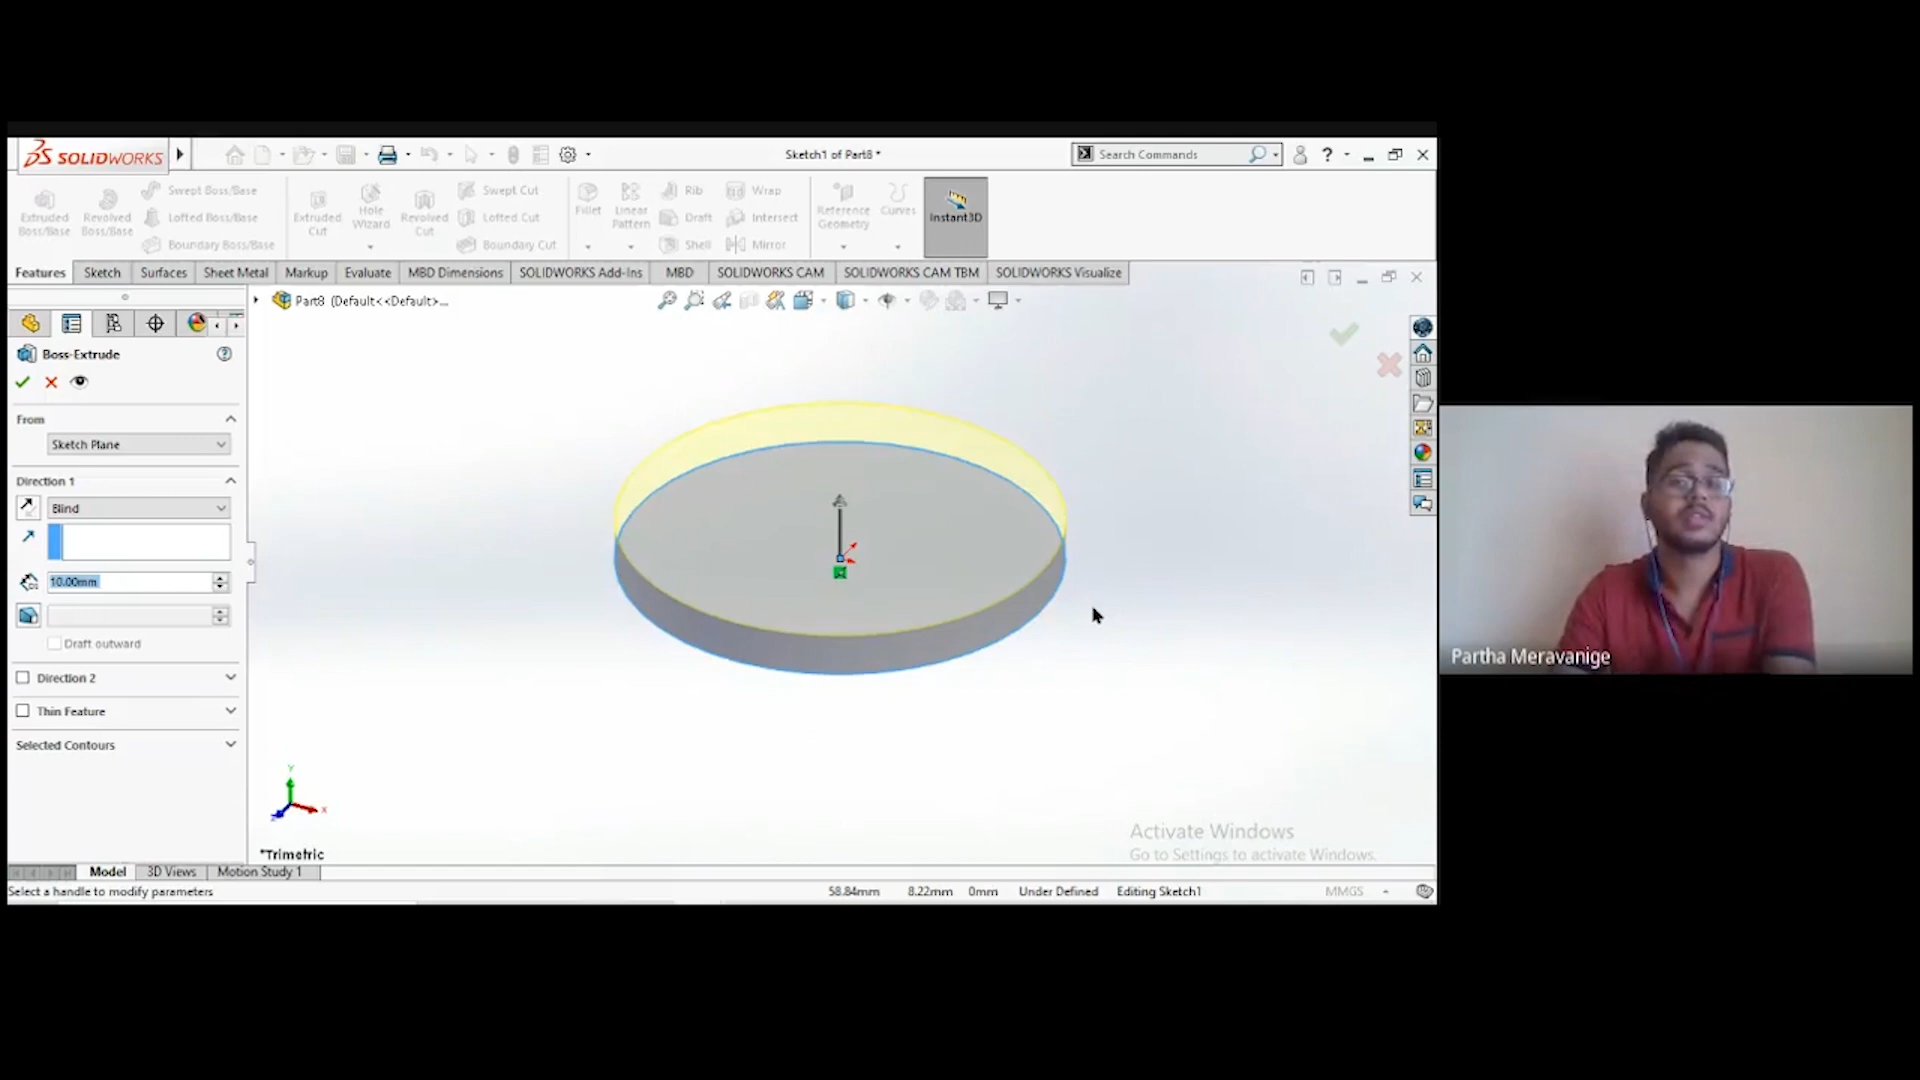 SOLIDWORKS
Sketch1 of Part8 *
Search Commands
?
Extruded Boss/Base
Revolved Boss/Base
Swept Boss/Base
Lofted Boss/Base
Boundary Boss/Base
Extruded Cut
Hole Wizard
Revolved Cut
Swept Cut
Lofted Cut
Boundary Cut
Fillet
Linear Pattern
Rib
Draft
Shell
Wrap
Intersect
Mirror
Reference Geometry
Curves
Instant3D
Features Sketch Surfaces Sheet Metal Markup Evaluate MBD Dimensions SOLIDWORKS Add-Ins MBD SOLIDWORKS CAM SOLIDWORKS CAM TBM SOLIDWORKS Visualize
Part8 (Default<<Default>...
Boss-Extrude
From
Sketch Plane
Direction 1
Blind
10.00mm
Draft outward
Direction 2
Thin Feature
Selected Contours
Y
X
Z
*Trimetric
Partha Meravanige
Activate Windows
Go to Settings to activate Windows.
Model 3D Views Motion Study 1
Select a handle to modify parameters
58.84mm 8.22mm 0mm Under Defined Editing Sketch1 MMGS